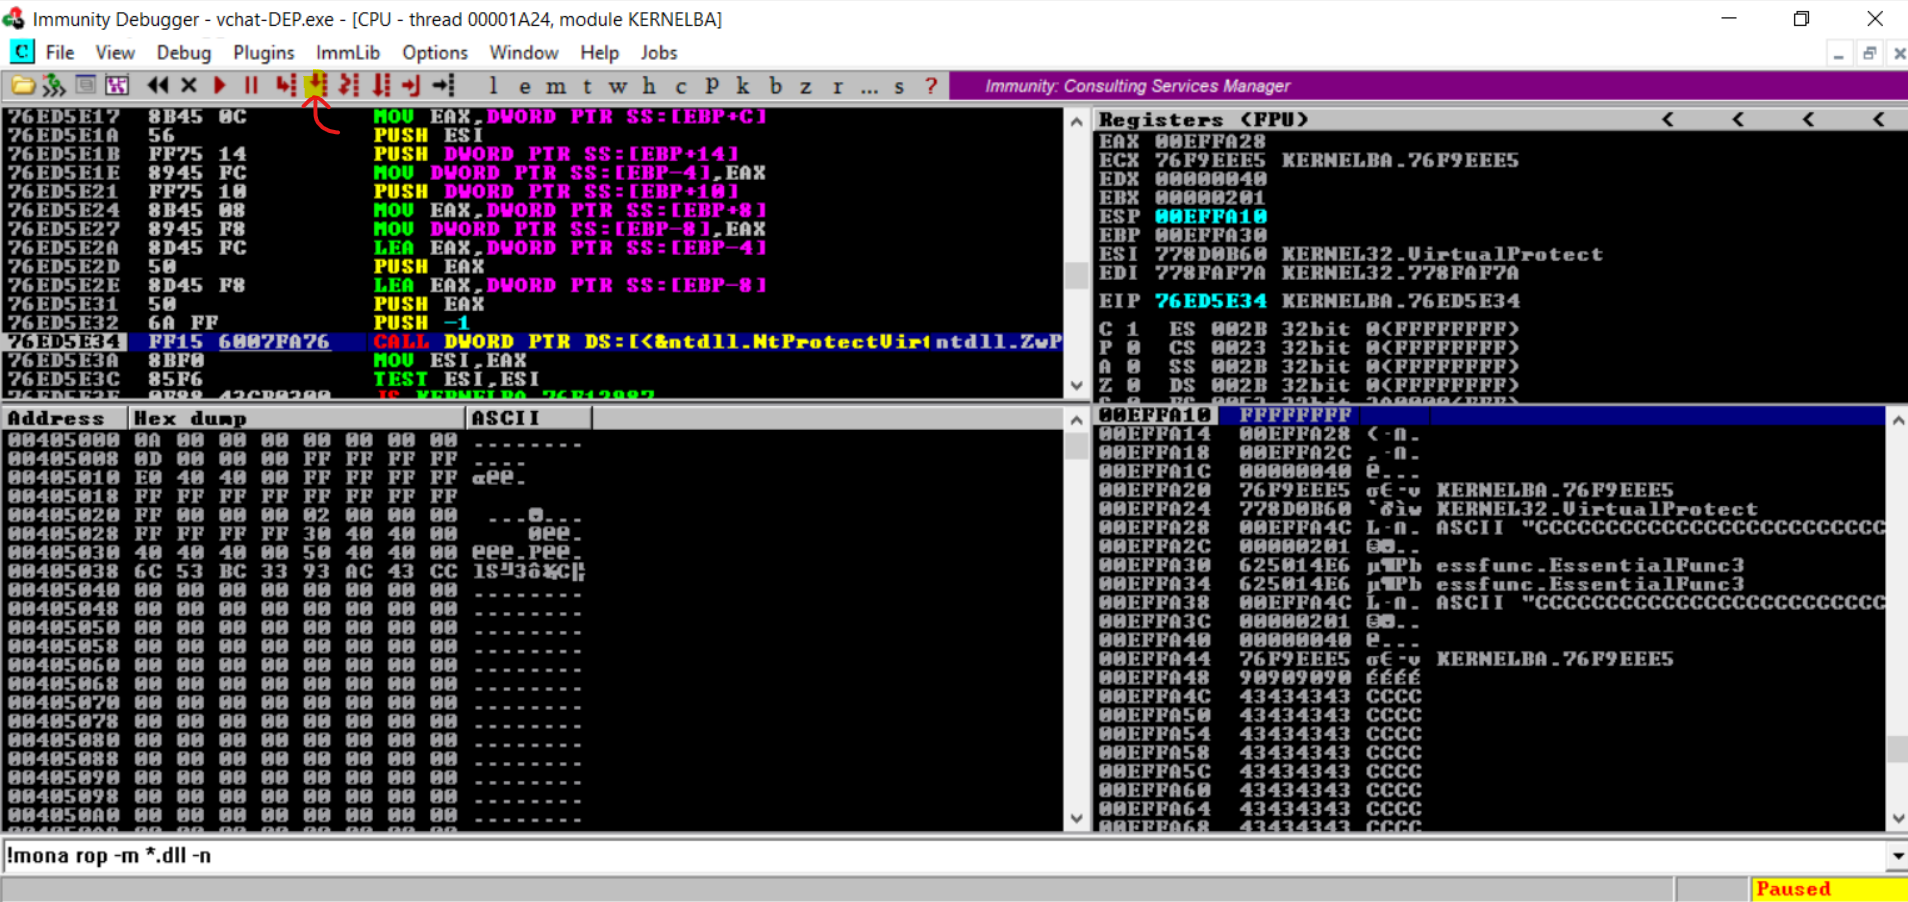 Immunity Debugger - vchat-DEP.exe - [CPU - thread 00001A24, module KERNELBA]
C File View Debug Plugins ImmLib Options Window Help Jobs
l e m t w h c P k b z r ... s ? Immunity: Consulting Services Manager
76ED5E17 8B45 0C MOV EAX,DWORD PTR SS:[EBP+C]
76ED5E1A 56 PUSH ESI
76ED5E1B FF75 14 PUSH DWORD PTR SS:[EBP+14]
76ED5E1E 8945 FC MOV DWORD PTR SS:[EBP-4],EAX
76ED5E21 FF75 10 PUSH DWORD PTR SS:[EBP+10]
76ED5E24 8B45 08 MOV EAX,DWORD PTR SS:[EBP+8]
76ED5E27 8945 F8 MOV DWORD PTR SS:[EBP-8],EAX
76ED5E2A 8D45 FC LEA EAX,DWORD PTR SS:[EBP-4]
76ED5E2D 50 PUSH EAX
76ED5E2E 8D45 F8 LEA EAX,DWORD PTR SS:[EBP-8]
76ED5E31 50 PUSH EAX
76ED5E32 6A FF PUSH -1
76ED5E34 FF15 6007FA76 CALL DWORD PTR DS:[<&ntdll.NtProtectVirtntdll.ZwP
76ED5E3A 8BF0 MOV ESI,EAX
76ED5E3C 85F6 TEST ESI,ESI
Registers (FPU) < < < <
EAX 00EFFA28
ECX 76F9EEE5 KERNELBA.76F9EEE5
EDX 00000040
EBX 00000201
ESP 00EFFA10
EBP 00EFFA30
ESI 778D0B60 KERNEL32.VirtualProtect
EDI 778FAF7A KERNEL32.778FAF7A
EIP 76ED5E34 KERNELBA.76ED5E34
C 1 ES 002B 32bit 0(FFFFFFFF)
P 0 CS 0023 32bit 0(FFFFFFFF)
A 0 SS 002B 32bit 0(FFFFFFFF)
Z 0 DS 002B 32bit 0(FFFFFFFF)
Address Hex dump ASCII
00405000 0A 00 00 00 00 00 00 00 ........
00405008 0D 00 00 00 FF FF FF FF ....
00405010 E0 40 40 00 FF FF FF FF α@@.
00405018 FF FF FF FF FF FF FF FF
00405020 FF 00 00 00 02 00 00 00 ...☻...
00405028 FF FF FF FF 30 40 40 00 0@@.
00405030 40 40 40 00 50 40 40 00 @@@.P@@.
00405038 6C 53 BC 33 93 AC 43 CC lS╝3ô¼C╠
00405040 00 00 00 00 00 00 00 00 ........
00405048 00 00 00 00 00 00 00 00 ........
00405050 00 00 00 00 00 00 00 00 ........
00405058 00 00 00 00 00 00 00 00 ........
00405060 00 00 00 00 00 00 00 00 ........
00405068 00 00 00 00 00 00 00 00 ........
00405070 00 00 00 00 00 00 00 00 ........
00405078 00 00 00 00 00 00 00 00 ........
00405080 00 00 00 00 00 00 00 00 ........
00405088 00 00 00 00 00 00 00 00 ........
00405090 00 00 00 00 00 00 00 00 ........
00405098 00 00 00 00 00 00 00 00 ........
004050A0 00 00 00 00 00 00 00 00 ........
00EFFA10 FFFFFFFF
00EFFA14 00EFFA28 (·n.
00EFFA18 00EFFA2C ,·n.
00EFFA1C 00000040 @...
00EFFA20 76F9EEE5 σε·v KERNELBA.76F9EEE5
00EFFA24 778D0B60 `♂ìw KERNEL32.VirtualProtect
00EFFA28 00EFFA4C L·n. ASCII "CCCCCCCCCCCCCCCCCCCCCCCCCC
00EFFA2C 00000201 ☺☻..
00EFFA30 625014E6 µ¶Pb essfunc.EssentialFunc3
00EFFA34 625014E6 µ¶Pb essfunc.EssentialFunc3
00EFFA38 00EFFA4C L·n. ASCII "CCCCCCCCCCCCCCCCCCCCCCCCCC
00EFFA3C 00000201 ☺☻..
00EFFA40 00000040 @...
00EFFA44 76F9EEE5 σε·v KERNELBA.76F9EEE5
00EFFA48 90909090 ÉÉÉÉ
00EFFA4C 43434343 CCCC
00EFFA50 43434343 CCCC
00EFFA54 43434343 CCCC
00EFFA58 43434343 CCCC
00EFFA5C 43434343 CCCC
00EFFA60 43434343 CCCC
00EFFA64 43434343 CCCC
00EFFA68 43434343 CCCC
!mona rop -m *.dll -n
Paused